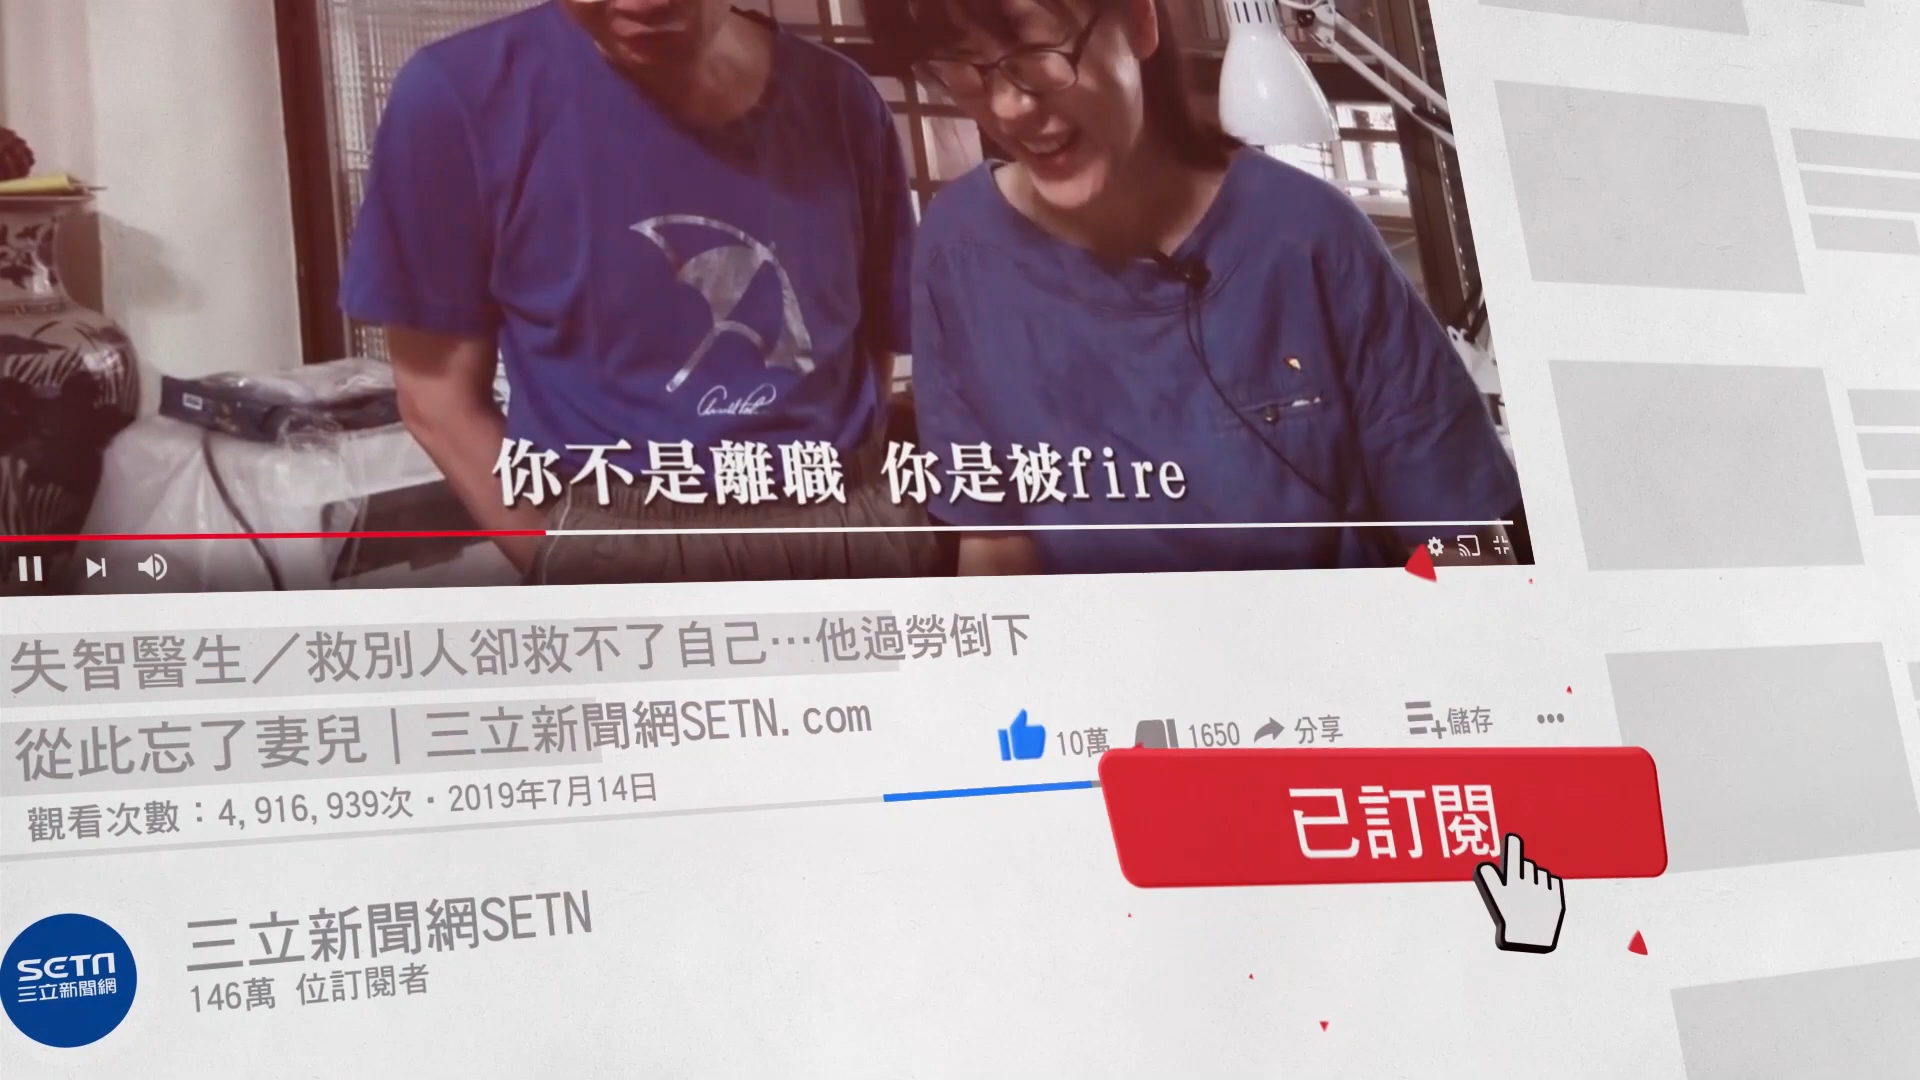 你不是離職 你是被fire
失智醫生／救別人卻救不了自己…他過勞倒下
從此忘了妻兒｜三立新聞網SETN.com
10萬 1650 分享 儲存
觀看次數：4,916,939次・2019年7月14日
已訂閱
三立新聞網SETN
146萬 位訂閱者
SETN
三立新聞網